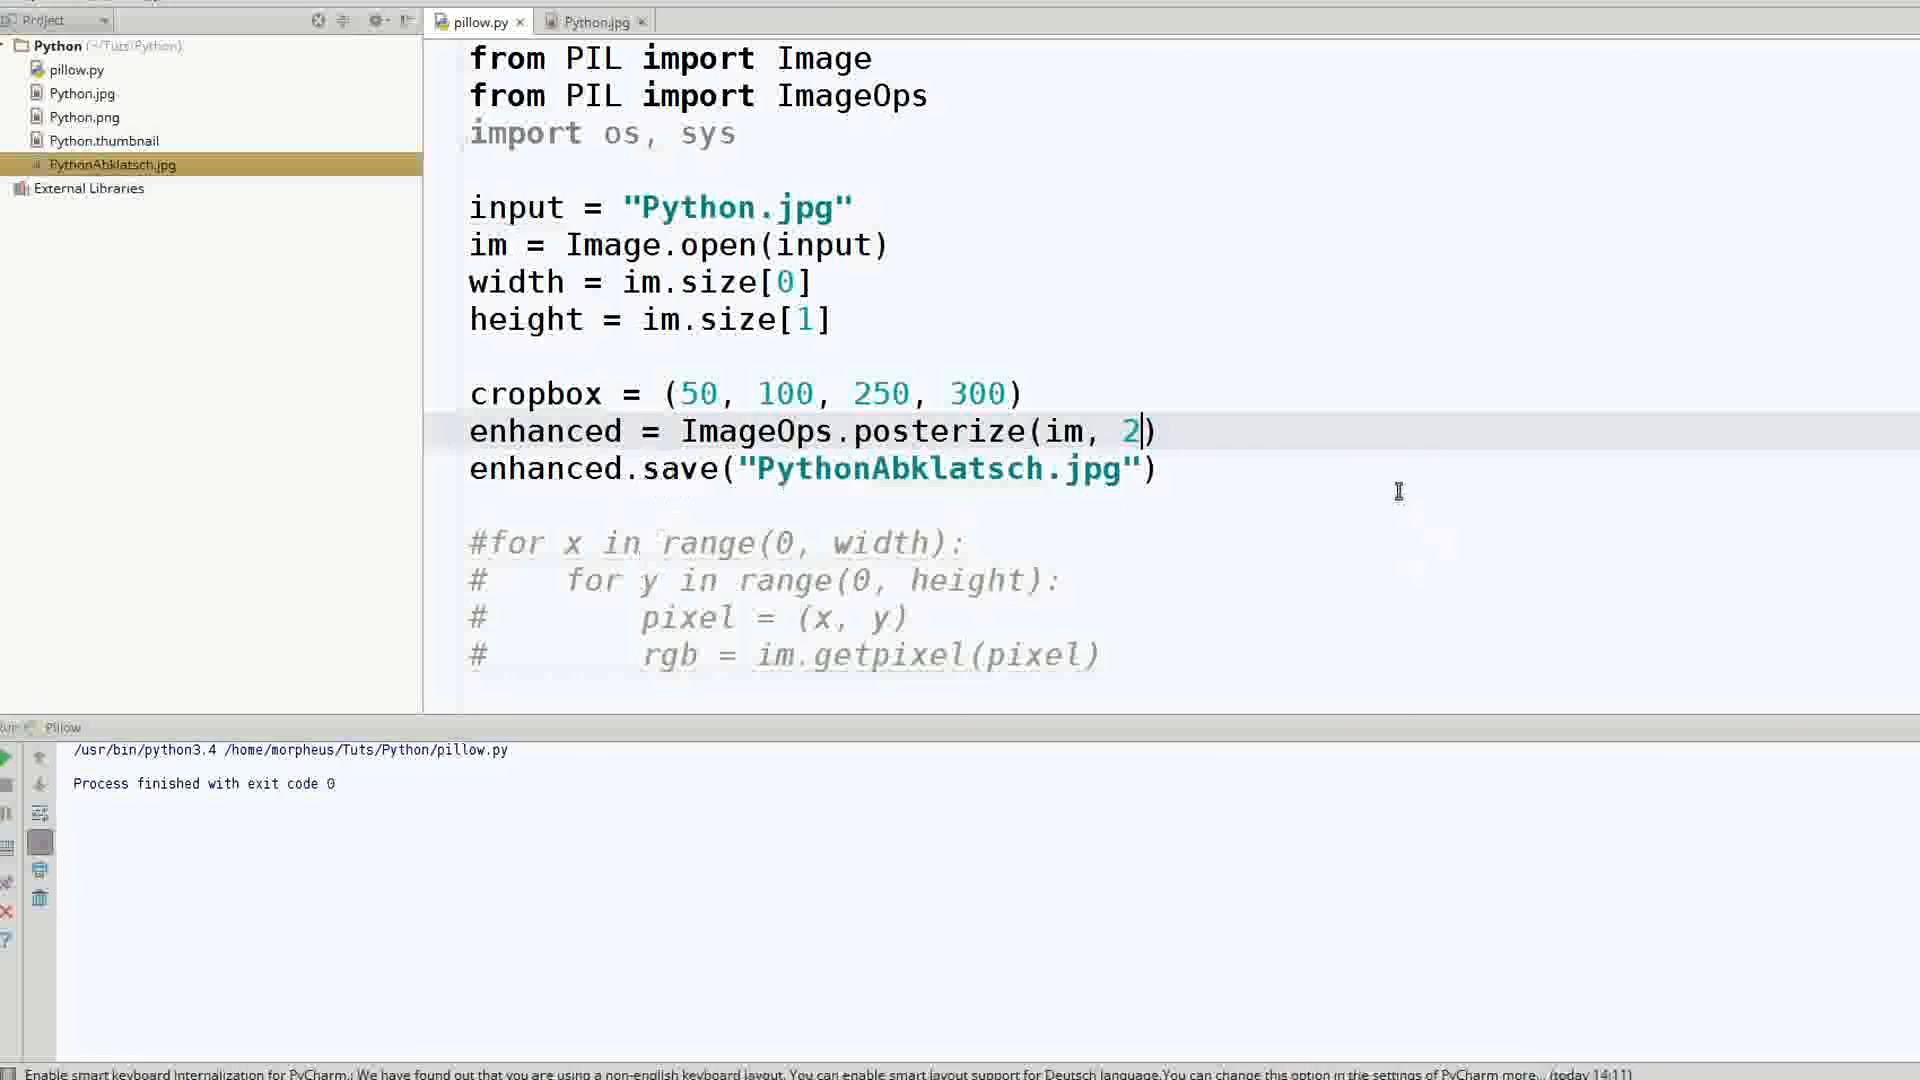 Project
pillow.py
Python.jpg
Python (~/Tuts/Python)
pillow.py
Python.jpg
Python.png
Python.thumbnail
PythonAbklatsch.jpg
External Libraries
from PIL import Image
from PIL import ImageOps
import os, sys
input = "Python.jpg"
im = Image.open(input)
width = im.size[0]
height = im.size[1]
cropbox = (50, 100, 250, 300)
enhanced = ImageOps.posterize(im, 2)
enhanced.save("PythonAbklatsch.jpg")
#for x in range(0, width):
#    for y in range(0, height):
#        pixel = (x, y)
#        rgb = im.getpixel(pixel)
Pillow
/usr/bin/python3.4 /home/morpheus/Tuts/Python/pillow.py
Process finished with exit code 0
Enable smart keyboard internalization for PyCharm.: We have found out that you are using a non-english keyboard layout. You can enable smart layout support for Deutsch language.You can change this option in the settings of PyCharm more... (today 14:11)